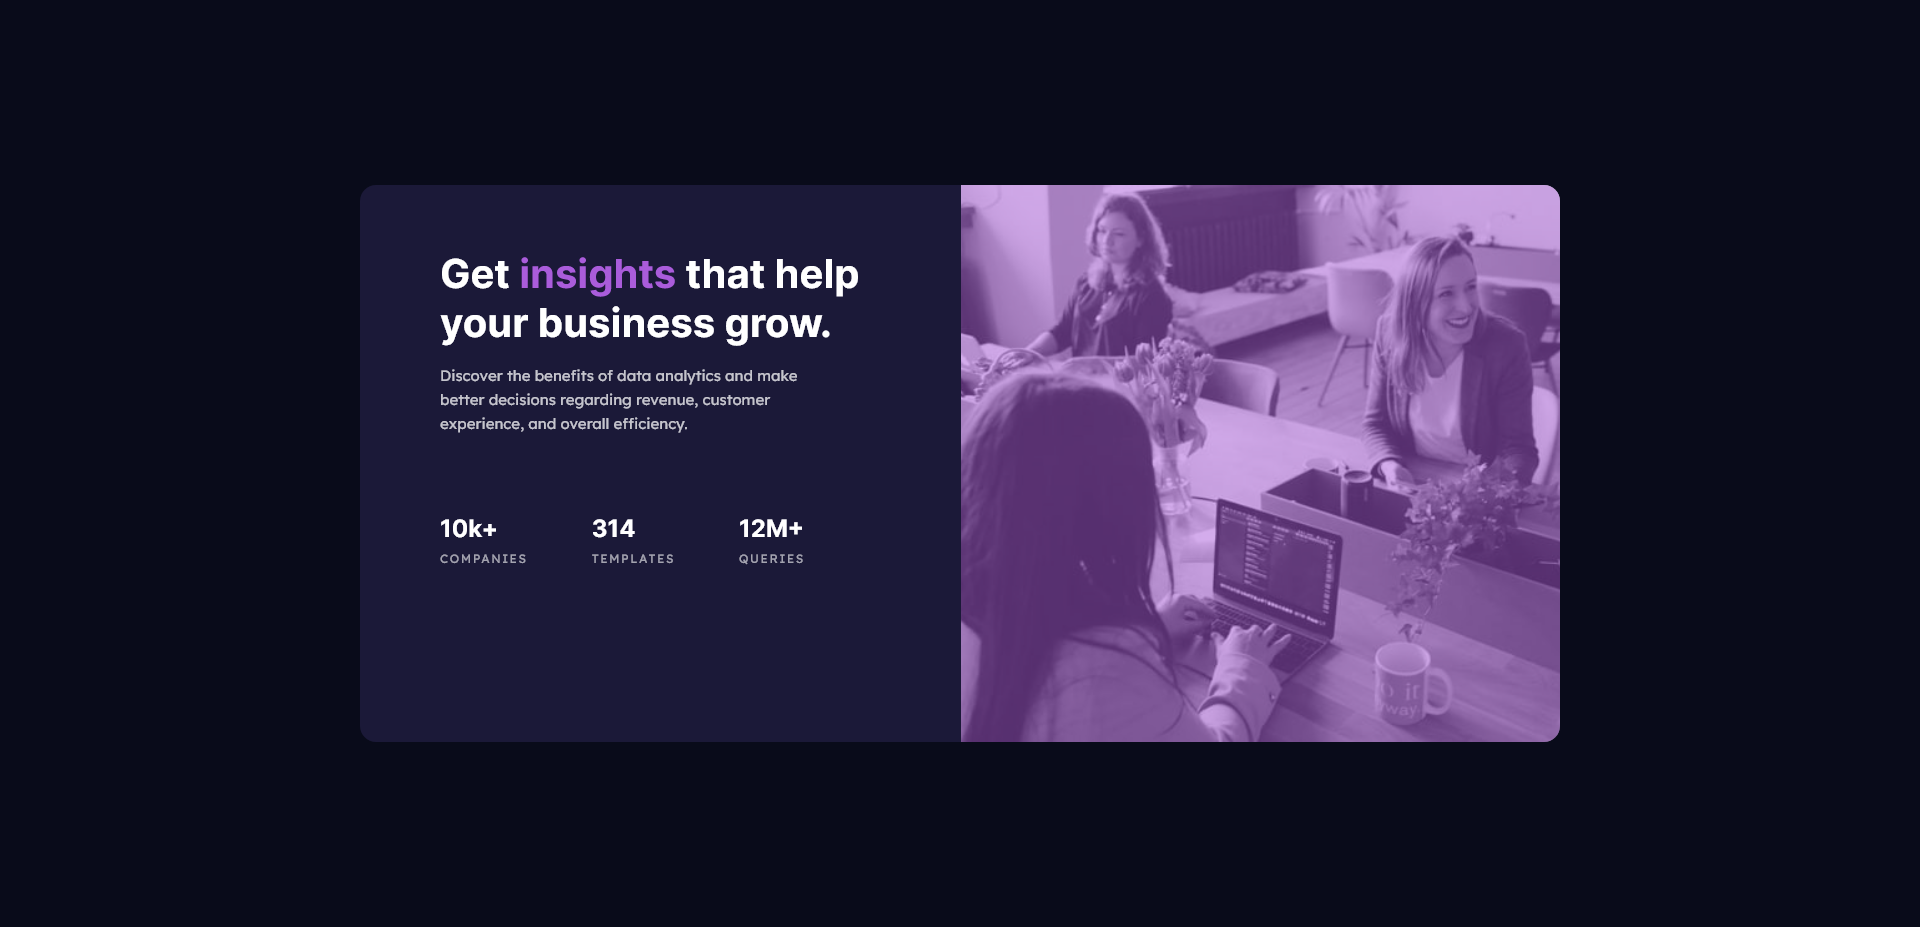 Get insights that help
your business grow.
Discover the benefits of data analytics and make
better decisions regarding revenue, customer
experience, and overall efficiency.
10k+ 314 12M+
COMPANIES TEMPLATES QUERIES